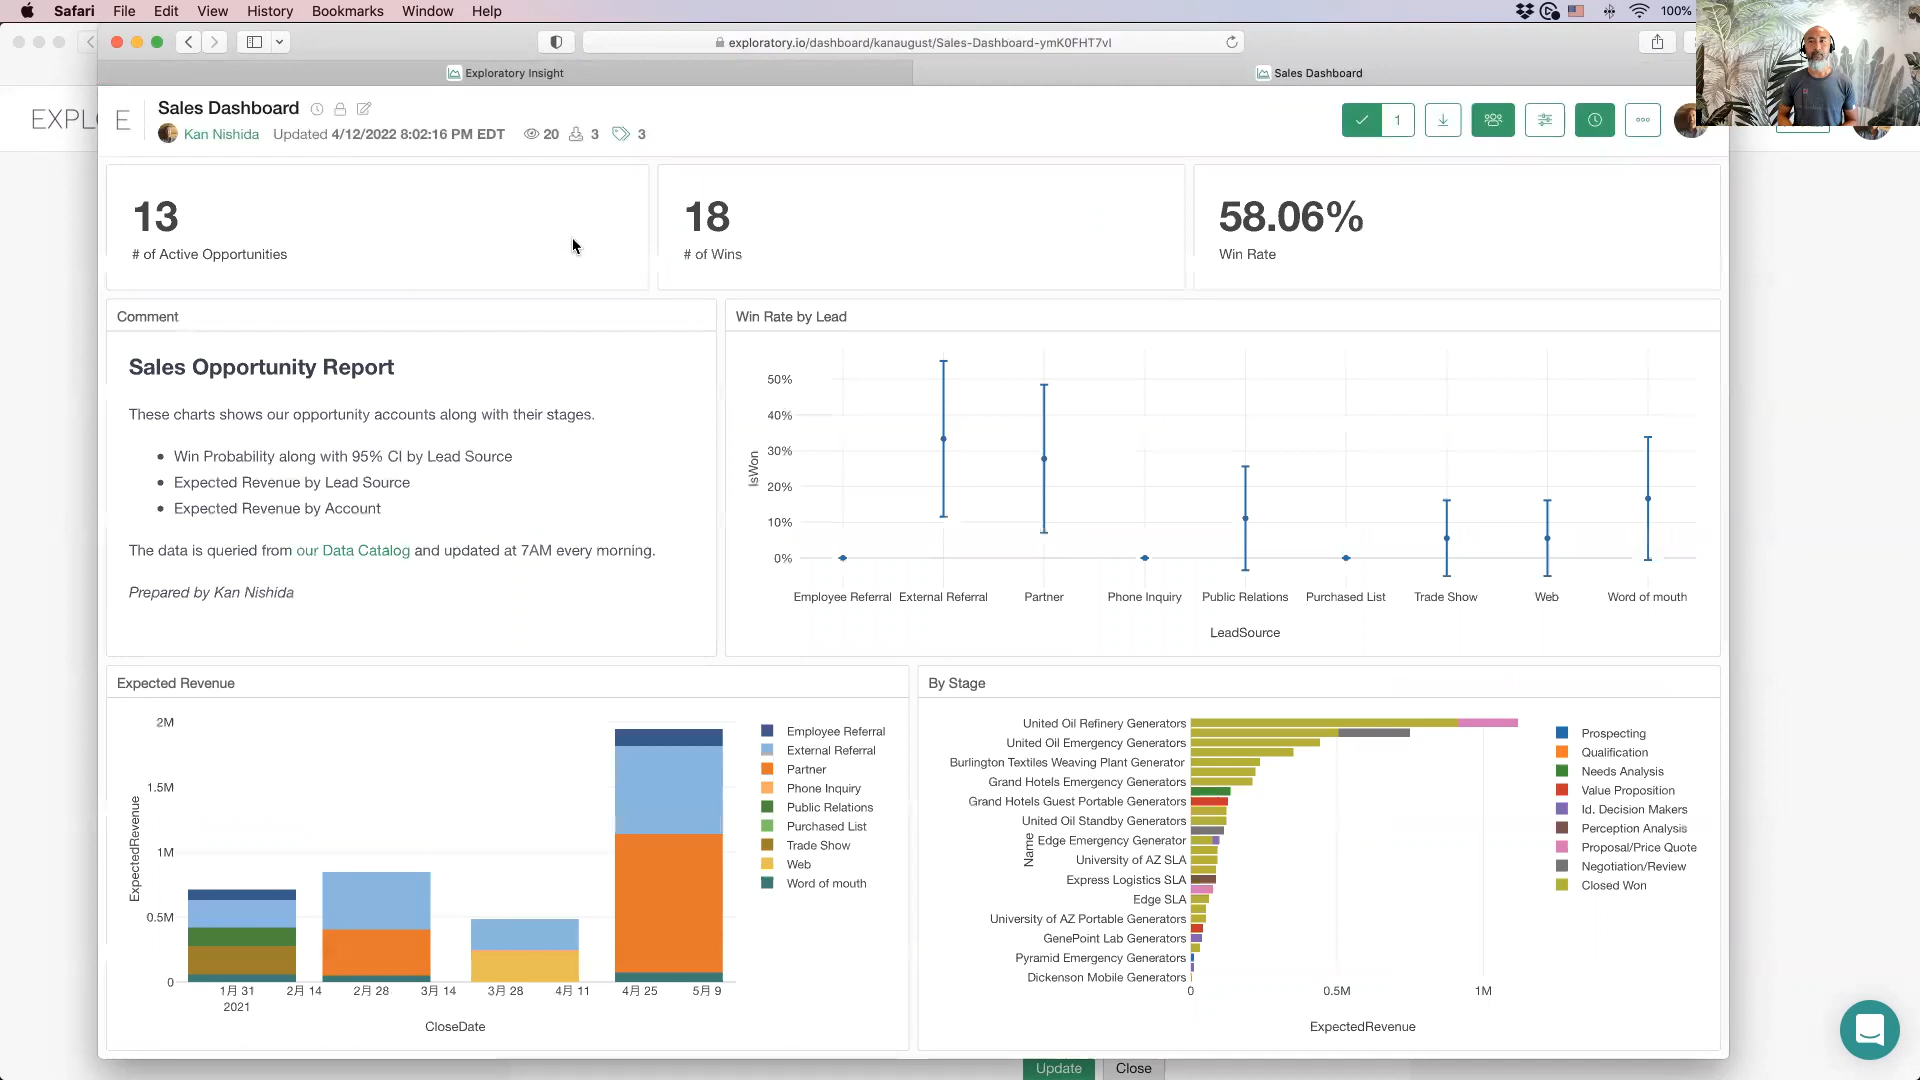 Safari File Edit View History Bookmarks Window Help 100%
exploratory.io/dashboard/kanaugust/Sales-Dashboard-ymK0FHT7vl
Exploratory Insight Sales Dashboard
EXPL E
Sales Dashboard
Kan Nishida Updated 4/12/2022 8:02:16 PM EDT 20 3 3
1
13
# of Active Opportunities
18
# of Wins
58.06%
Win Rate
Comment
Sales Opportunity Report
These charts shows our opportunity accounts along with their stages.
Win Probability along with 95% CI by Lead Source
Expected Revenue by Lead Source
Expected Revenue by Account
The data is queried from our Data Catalog and updated at 7AM every morning.
Prepared by Kan Nishida
Win Rate by Lead
50%
40%
30%
20%
10%
0%
IsWon
Employee Referral External Referral Partner Phone Inquiry Public Relations Purchased List Trade Show Web Word of mouth
LeadSource
Expected Revenue
2M
1.5M
1M
0.5M
0
ExpectedRevenue
1月 31 2月 14 2月 28 3月 14 3月 28 4月 11 4月 25 5月 9
2021
CloseDate
Employee Referral
External Referral
Partner
Phone Inquiry
Public Relations
Purchased List
Trade Show
Web
Word of mouth
By Stage
United Oil Refinery Generators
United Oil Emergency Generators
Burlington Textiles Weaving Plant Generator
Grand Hotels Emergency Generators
Grand Hotels Guest Portable Generators
United Oil Standby Generators
Edge Emergency Generator
University of AZ SLA
Express Logistics SLA
Edge SLA
University of AZ Portable Generators
GenePoint Lab Generators
Pyramid Emergency Generators
Dickenson Mobile Generators
Name
0 0.5M 1M
ExpectedRevenue
Prospecting
Qualification
Needs Analysis
Value Proposition
Id. Decision Makers
Perception Analysis
Proposal/Price Quote
Negotiation/Review
Closed Won
Update Close